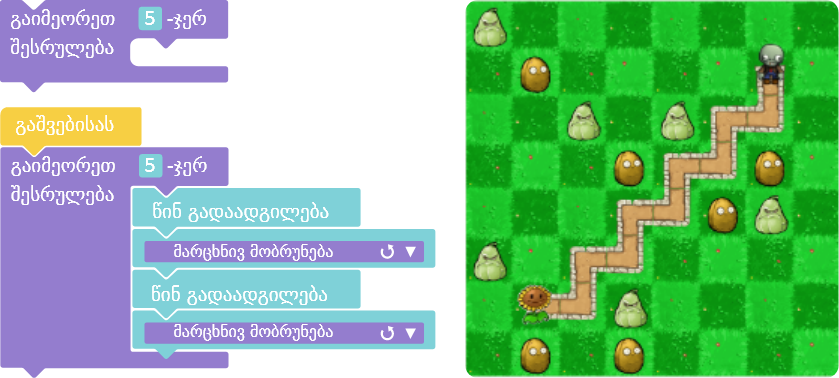 გაიმეორეთ 5 -ჯერ
შესრულება
გაშვებისას
გაიმეორეთ 5 -ჯერ
შესრულება
წინ გადაადგილება
მარცხნივ მობრუნება ↺ ▼
წინ გადაადგილება
მარცხნივ მობრუნება ↺ ▼